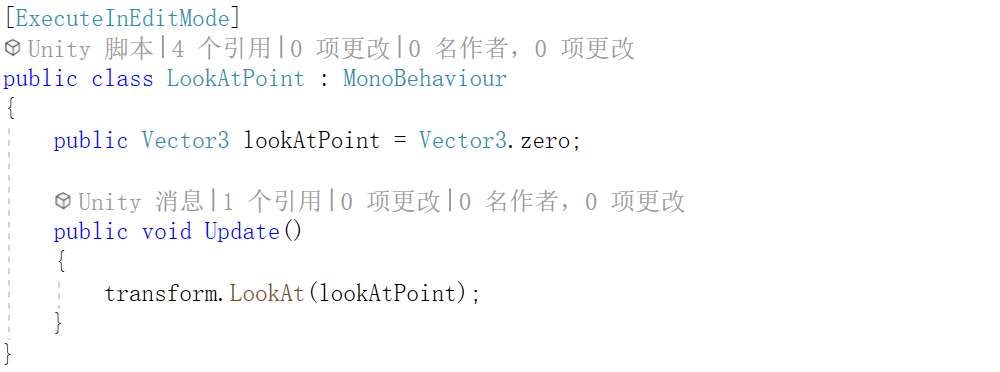 [ExecuteInEditMode]
Unity 脚本|4 个引用|0 项更改|0 名作者，0 项更改
public class LookAtPoint : MonoBehaviour
{
public Vector3 lookAtPoint = Vector3.zero;
Unity 消息|1 个引用|0 项更改|0 名作者，0 项更改
public void Update()
{
transform.LookAt(lookAtPoint);
}
}